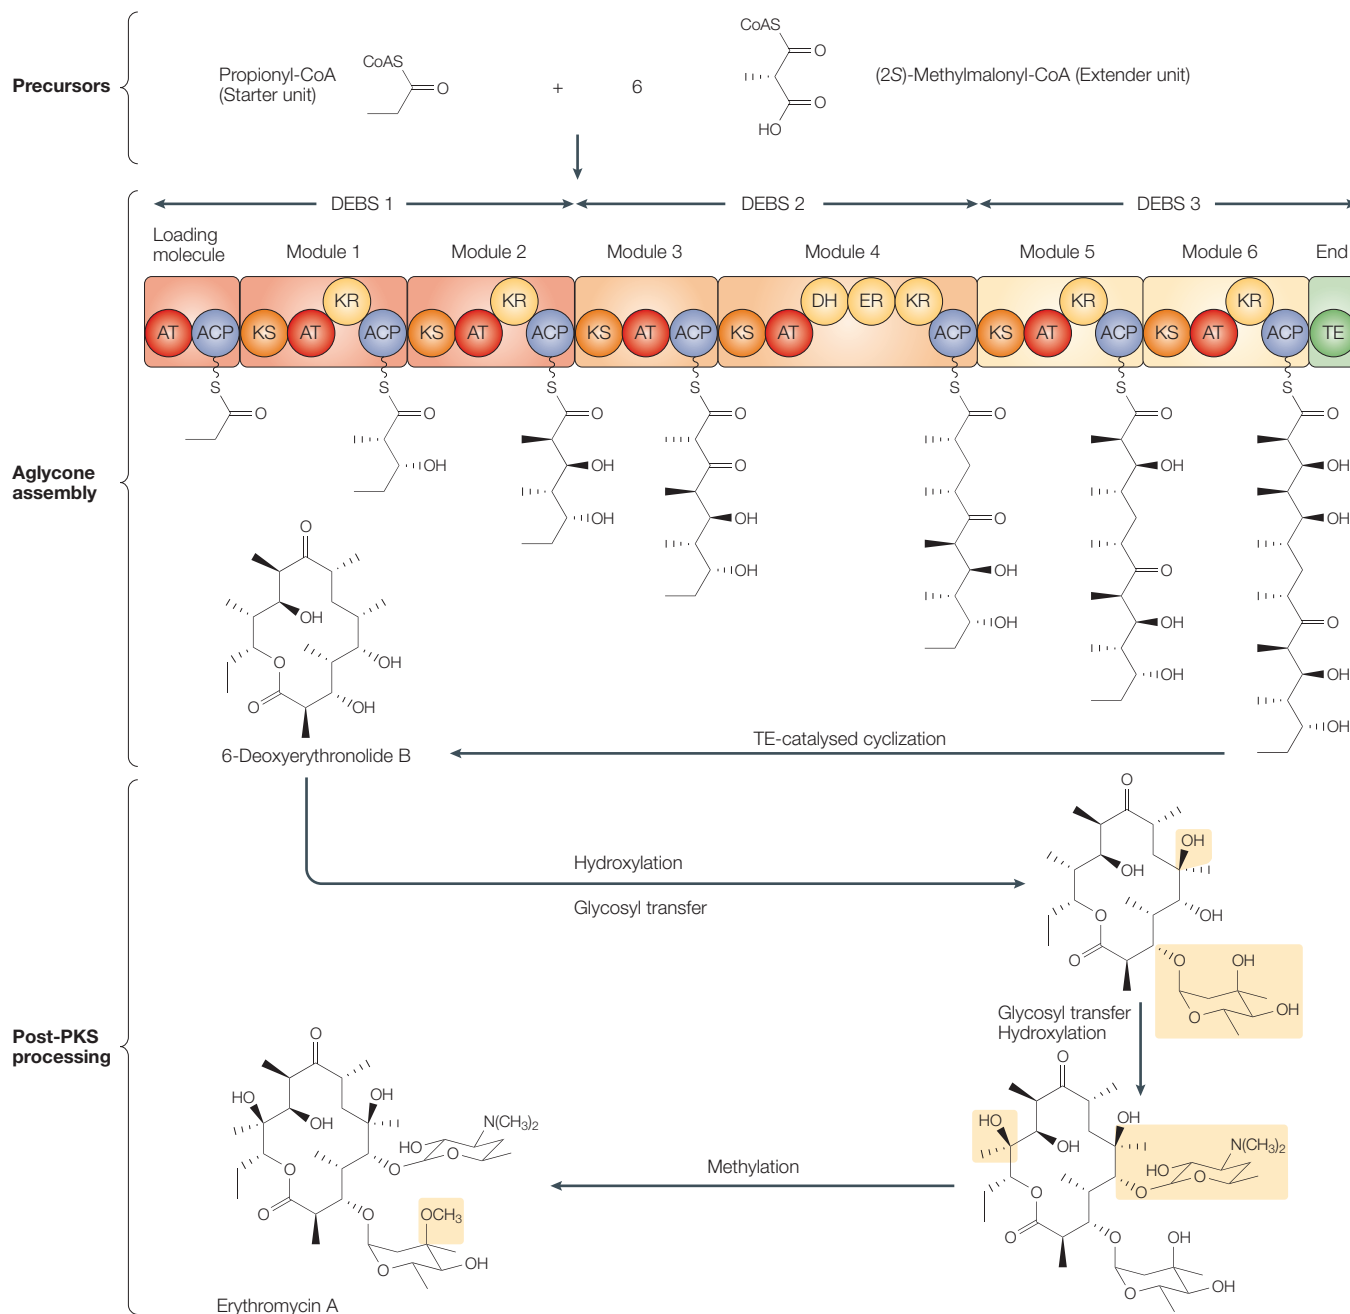 Precursors
Propionyl-CoA
(Starter unit)
CoAS
O
+
6
CoAS
O
O
HO
(2S)-Methylmalonyl-CoA (Extender unit)
DEBS 1
DEBS 2
DEBS 3
Loading
molecule
Module 1
Module 2
Module 3
Module 4
Module 5
Module 6
End
AT ACP
KS AT KR ACP
KS AT KR ACP
KS AT ACP
KS AT DH ER KR ACP
KS AT KR ACP
KS AT KR ACP
TE
S S S S S S S
O O O O O O O
OH
OH
OH
O
OH
OH
O
OH
OH
OH
O
OH
OH
OH
OH
O
OH
OH
Aglycone
assembly
O
OH
O
OH
O
OH
6-Deoxyerythronolide B
TE-catalysed cyclization
Hydroxylation
Glycosyl transfer
O
OH
OH
O
OH
O
O
OH
O
OH
Glycosyl transfer
Hydroxylation
Post-PKS
processing
O
HO
OH
OH
N(CH3)2
HO
O
O
O
O
O
OCH3
O
OH
Erythromycin A
Methylation
O
HO
OH
OH
N(CH3)2
HO
O
O
O
O
O
OH
O
OH